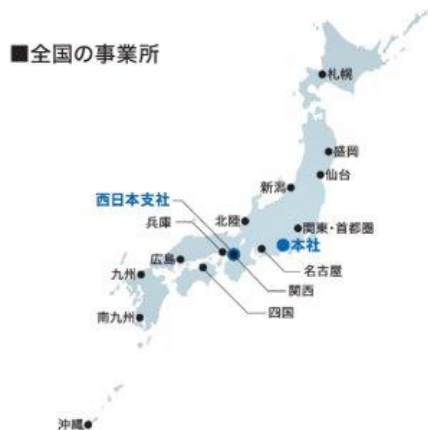 ■全国の事業所
札幌
盛岡
仙台
新潟
西日本支社
北陸
兵庫
関東・首都圏
本社
広島
名古屋
九州
関西
四国
南九州
沖縄